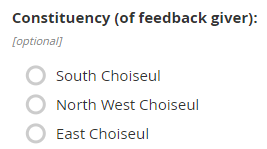 Constituency (of feedback giver):
[optional]
South Choiseul
North West Choiseul
East Choiseul